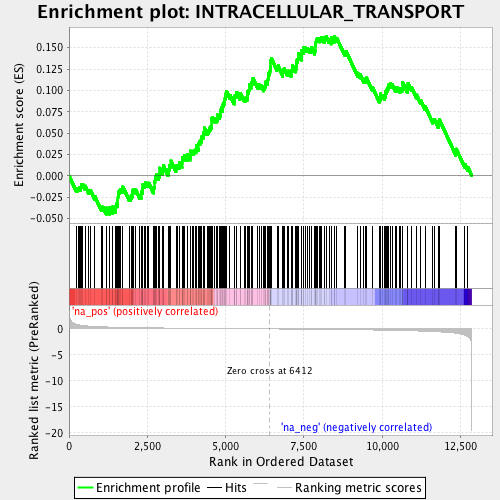 Enrichment plot: INTRACELLULAR_TRANSPORT
Enrichment score (ES)
0.150
0.125
0.100
0.075
0.050
0.025
0.000
-0.025
-0.050
'na_pos' (positively correlated)
Ranked list metric (PreRanked)
0
-5
-10
-15
-20
Zero cross at 6412
'na_neg' (negatively correlated)
0
2,500
5,000
7,500
10,000
12,500
Rank in Ordered Dataset
Enrichment profile
Hits
Ranking metric scores